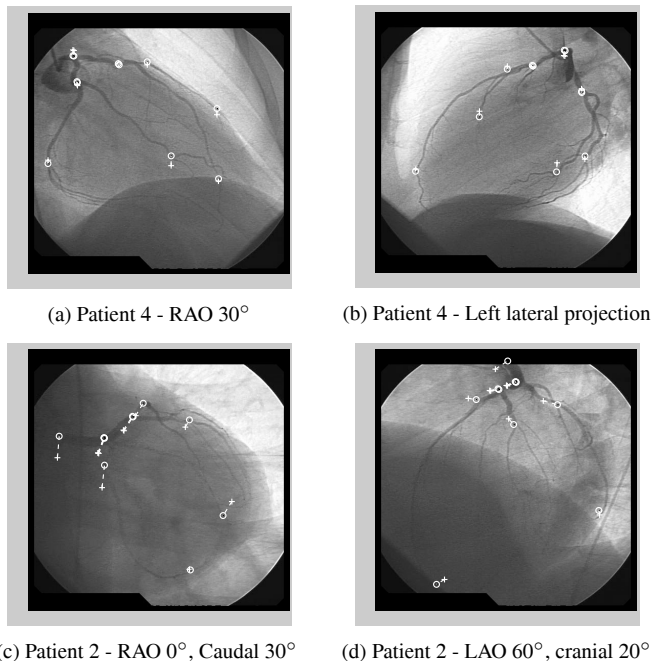 (a) Patient 4 - RAO 30°
(b) Patient 4 - Left lateral projection
(c) Patient 2 - RAO 0°, Caudal 30°
(d) Patient 2 - LAO 60°, cranial 20°